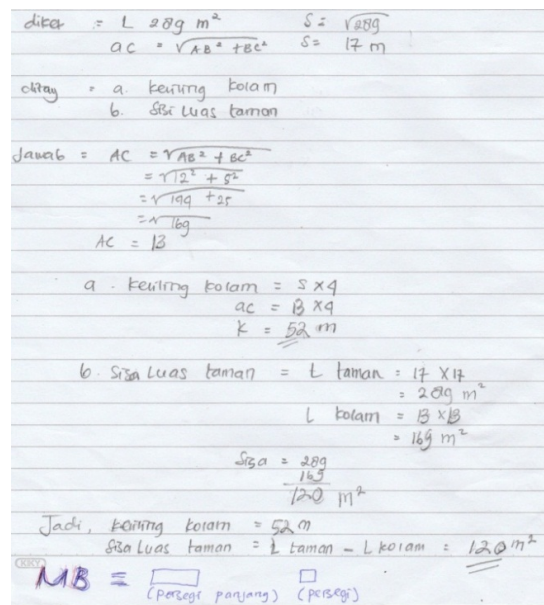 diket = L 289 m² S = √289
ac = √AB² + BC² S = 17 m
ditay = a. keliling kolam
b. Sisi Luas taman
Jawab = AC = √AB² + BC²
= √12² + 5²
= √144 + 25
= √169
AC = 13
a. keliling kolam = S x 4
ac = 13 x 4
K = 52 m
b. Sisa Luas taman = L taman = 17 x 17
= 289 m²
L kolam = 13 x 13
= 169 m²
Sisa = 289
169
120 m²
Jadi, keliling kolam = 52 m
Sisa Luas taman = L taman - L kolam = 120 m²
KKY
MB =
(persegi panjang) (persegi)